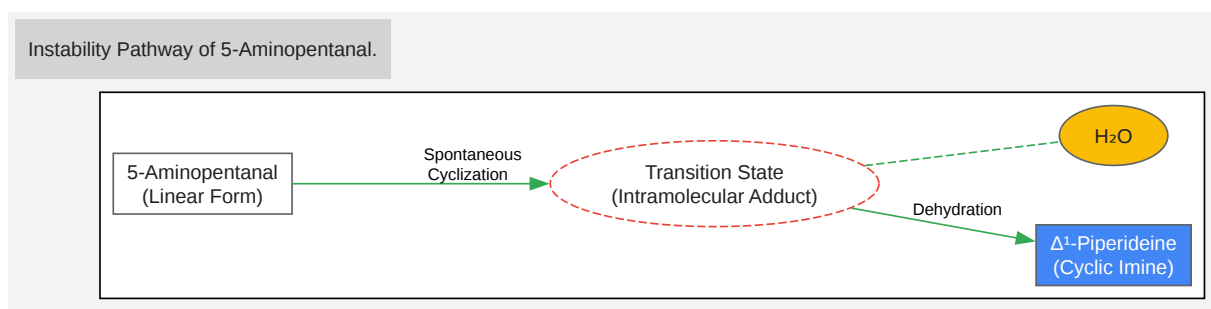 Instability Pathway of 5-Aminopentanal.
5-Aminopentanal
(Linear Form)
Spontaneous
Cyclization
Transition State
(Intramolecular Adduct)
H₂O
Dehydration
Δ¹-Piperideine
(Cyclic Imine)